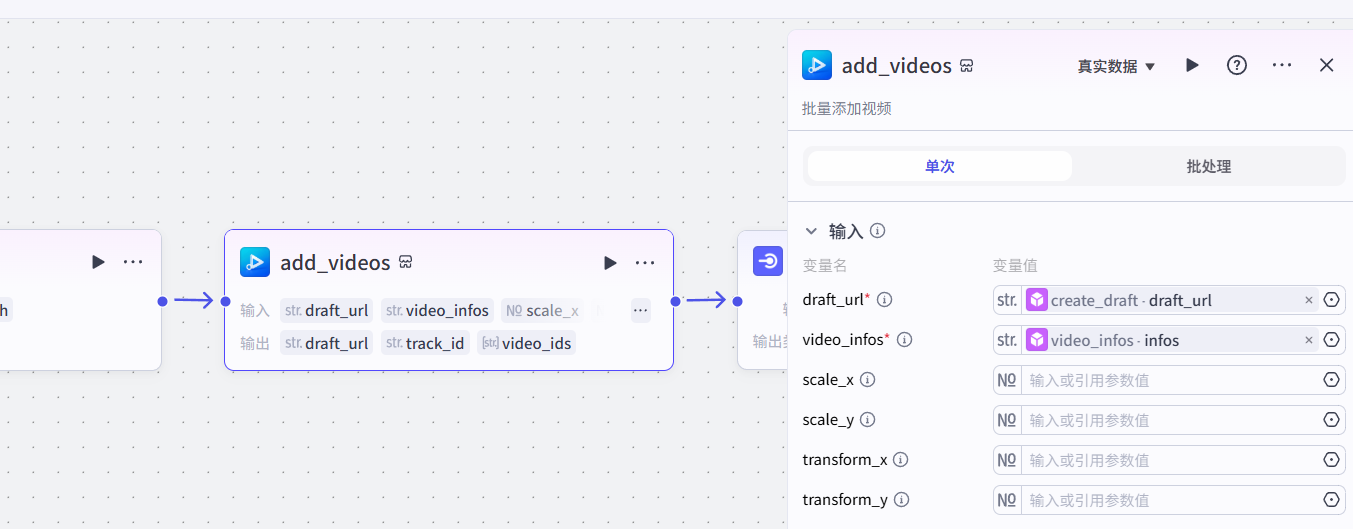 h
add_videos
输入 str. draft_url str. video_infos NO scale_x ...
输出 str. draft_url str. track_id [str] video_ids
输出
add_videos 真实数据
批量添加视频
单次 批处理
输入
变量名 变量值
draft_url* str. create_draft · draft_url ×
video_infos* str. video_infos · infos ×
scale_x NO 输入或引用参数值
scale_y NO 输入或引用参数值
transform_x NO 输入或引用参数值
transform_y NO 输入或引用参数值